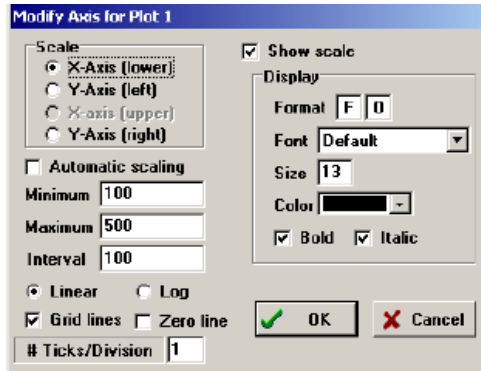 Modify Axis for Plot 1
Scale
X-Axis (lower)
Y-Axis (left)
X-axis (upper)
Y-Axis (right)
Automatic scaling
Minimum 100
Maximum 500
Interval 100
Linear Log
Grid lines Zero line
# Ticks/Division 1
Show scale
Display
Format F 0
Font Default
Size 13
Color
Bold Italic
OK Cancel